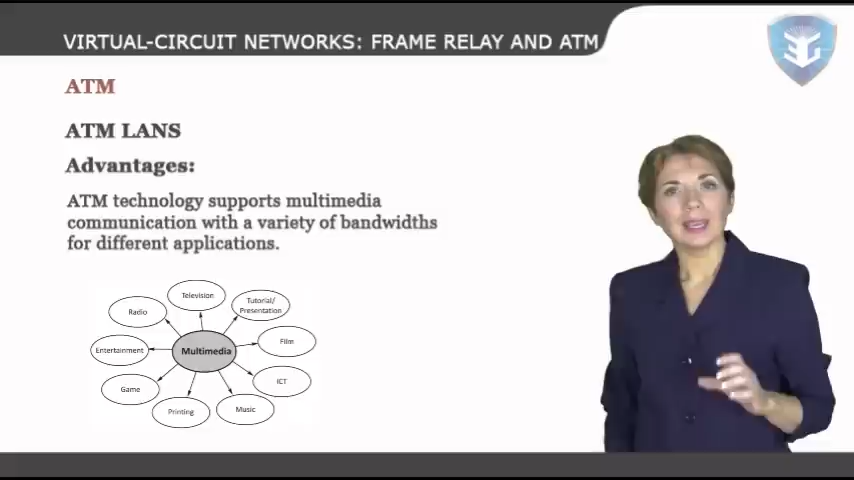 VIRTUAL-CIRCUIT NETWORKS: FRAME RELAY AND ATM
ATM
ATM LANS
Advantages:
ATM technology supports multimedia
communication with a variety of bandwidths
for different applications.
Television
Radio
Tutorial/
Presentation
Entertainment
Multimedia
Film
Game
ICT
Printing
Music